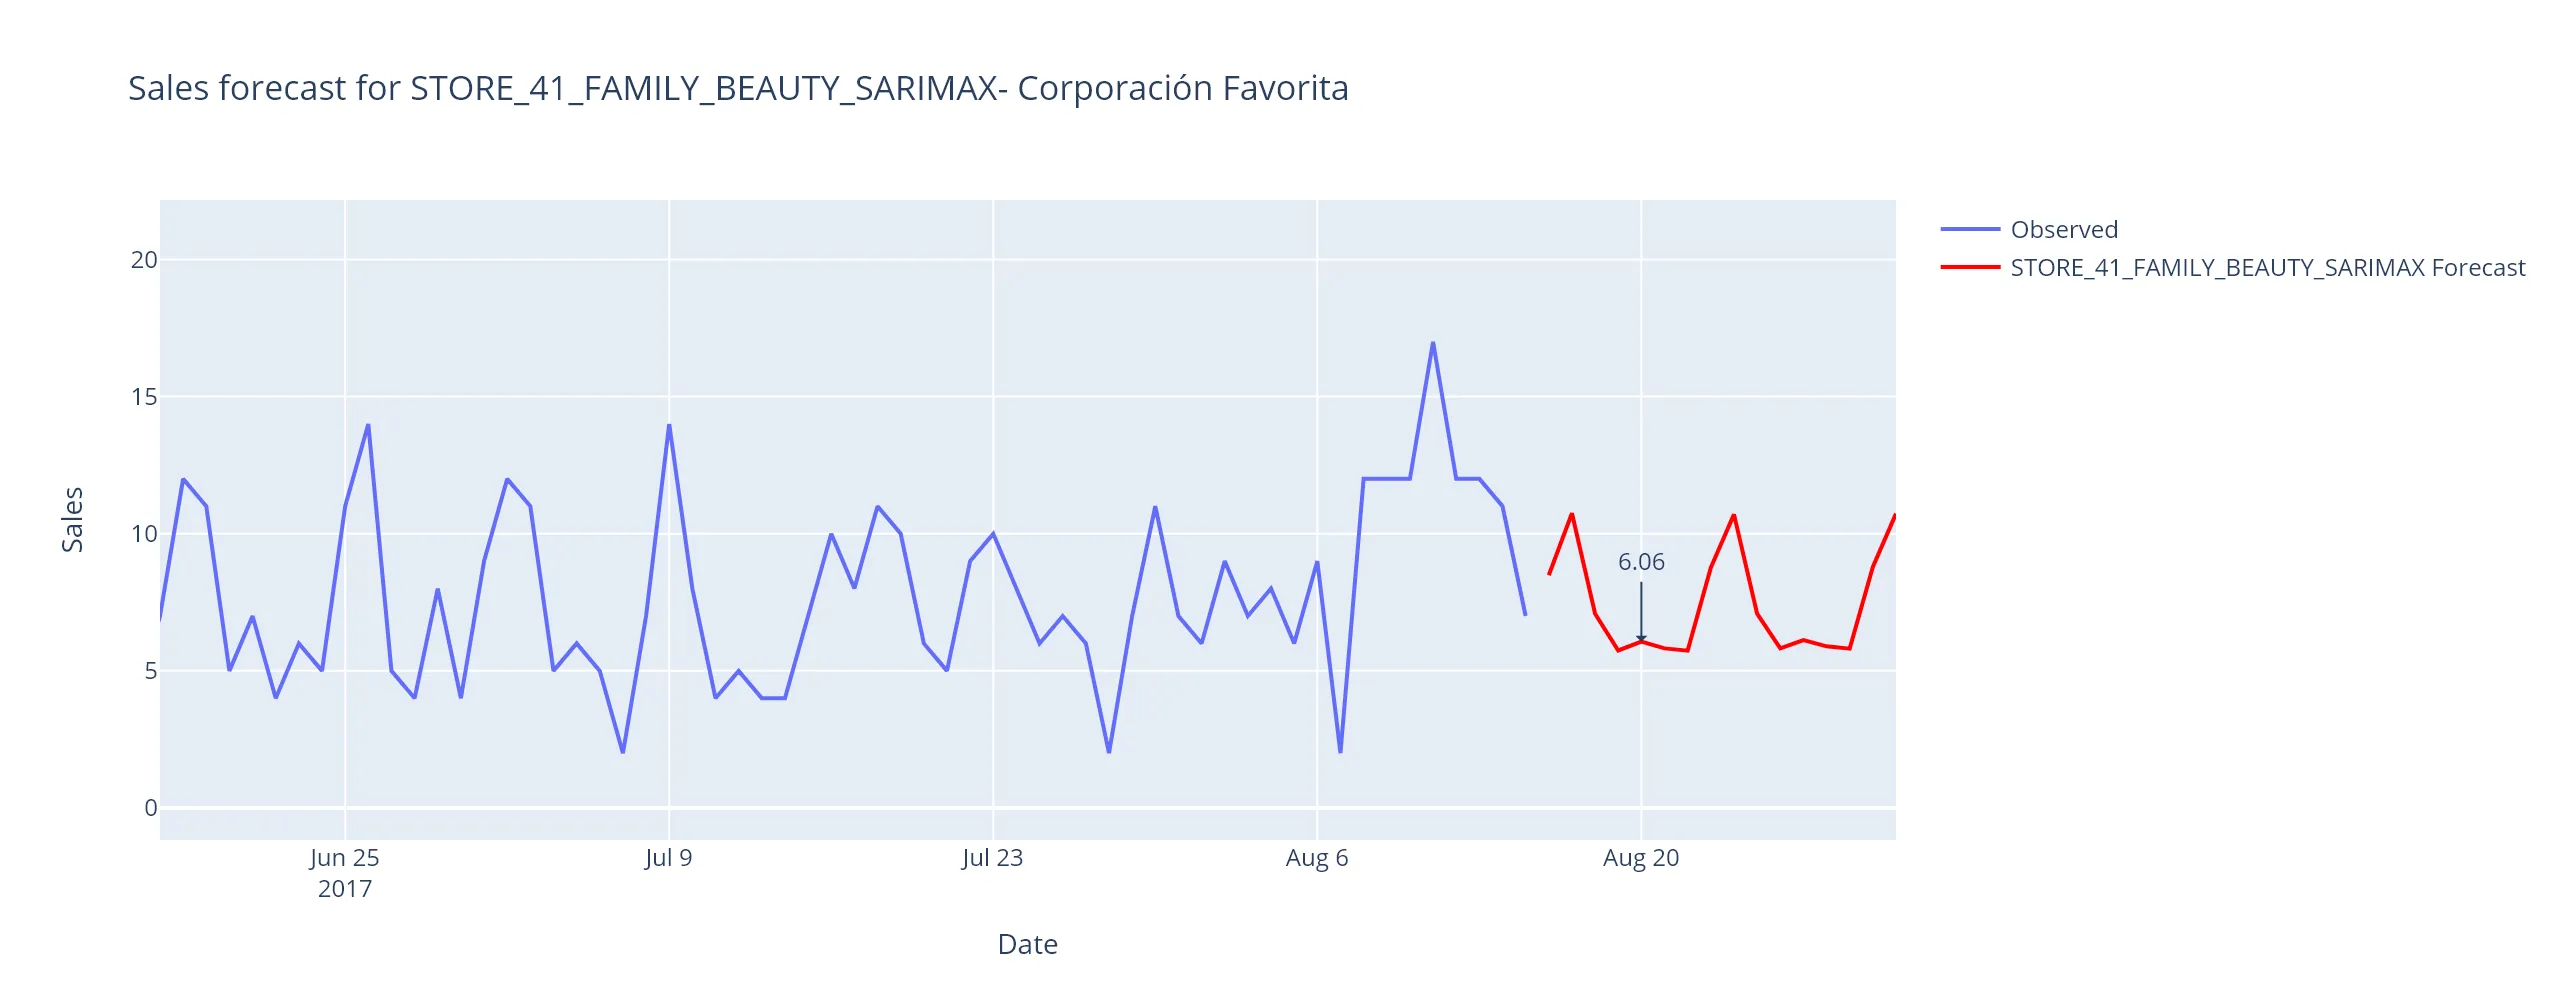 Sales forecast for STORE_41_FAMILY_BEAUTY_SARIMAX- Corporación Favorita
Observed
STORE_41_FAMILY_BEAUTY_SARIMAX Forecast
20
15
10
5
0
Sales
6.06
Jun 25
2017
Jul 9
Jul 23
Aug 6
Aug 20
Date